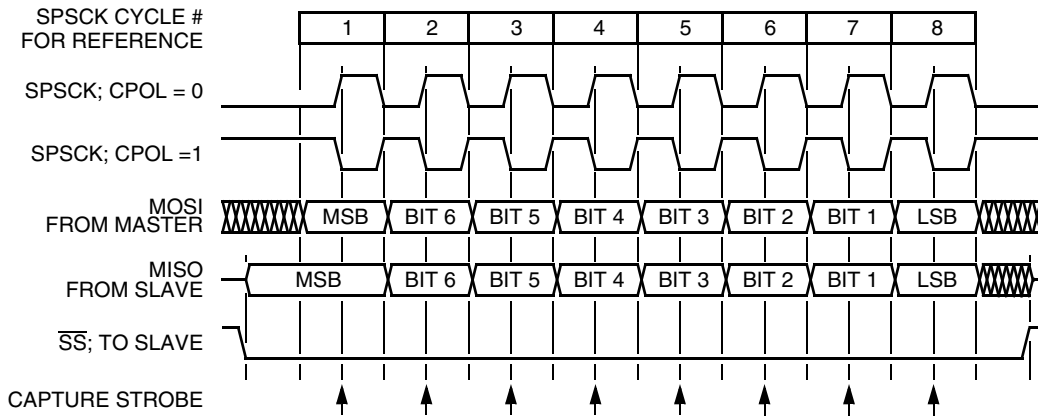 SPSCK CYCLE #
FOR REFERENCE
1 2 3 4 5 6 7 8
SPSCK; CPOL = 0
SPSCK; CPOL =1
MOSI
FROM MASTER
MSB BIT 6 BIT 5 BIT 4 BIT 3 BIT 2 BIT 1 LSB
MISO
FROM SLAVE
MSB BIT 6 BIT 5 BIT 4 BIT 3 BIT 2 BIT 1 LSB
S̅S̅; TO SLAVE
CAPTURE STROBE